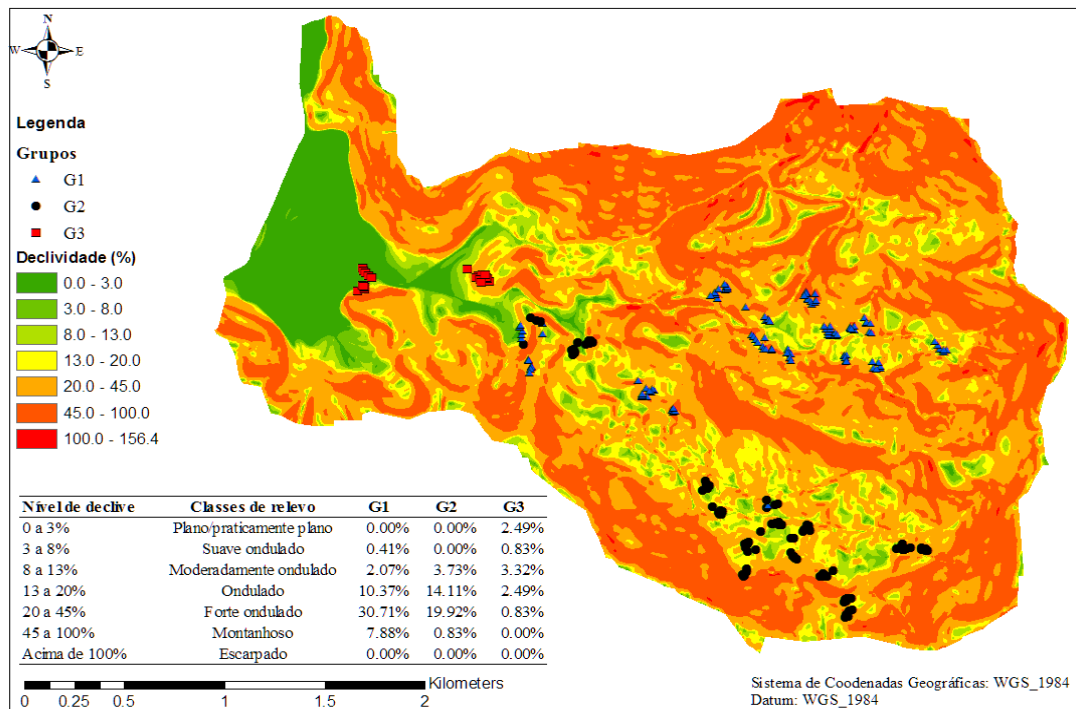 N
W E
S
Legenda
Grupos
G1
G2
G3
Declividade (%)
0.0 - 3.0
3.0 - 8.0
8.0 - 13.0
13.0 - 20.0
20.0 - 45.0
45.0 - 100.0
100.0 - 156.4
Nível de declive Classes de relevo G1 G2 G3
0 a 3% Plano/praticamente plano 0.00% 0.00% 2.49%
3 a 8% Suave ondulado 0.41% 0.00% 0.83%
8 a 13% Moderadamente ondulado 2.07% 3.73% 3.32%
13 a 20% Ondulado 10.37% 14.11% 2.49%
20 a 45% Forte ondulado 30.71% 19.92% 0.83%
45 a 100% Montanhoso 7.88% 0.83% 0.00%
Acima de 100% Escarpado 0.00% 0.00% 0.00%
Kilometers
0 0.25 0.5 1 1.5 2
Sistema de Coodenadas Geográficas: WGS_1984
Datum: WGS_1984